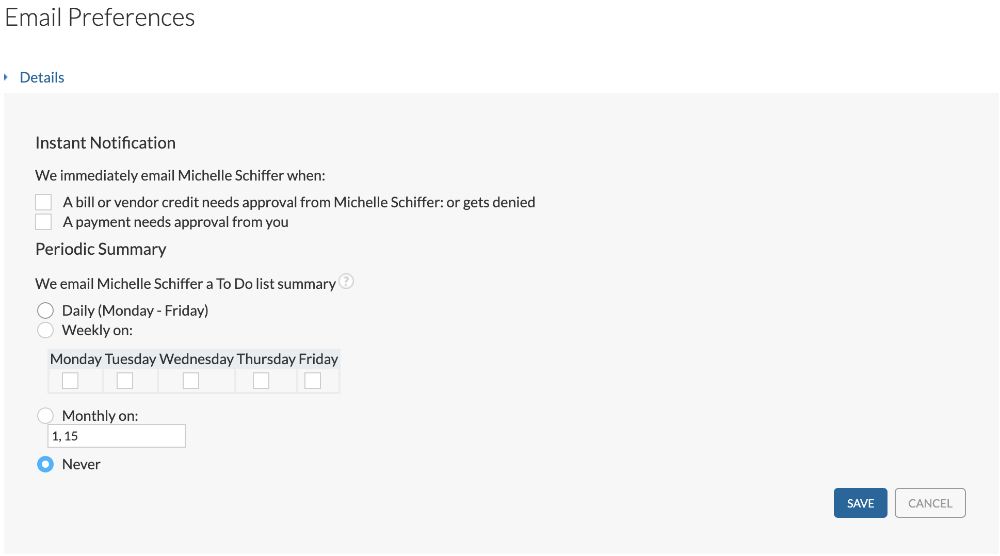 Email Preferences
Details
Instant Notification
We immediately email Michelle Schiffer when:
A bill or vendor credit needs approval from Michelle Schiffer: or gets denied
A payment needs approval from you
Periodic Summary
We email Michelle Schiffer a To Do list summary ?
Daily (Monday - Friday)
Weekly on:
Monday Tuesday Wednesday Thursday Friday
Monthly on:
1, 15
Never
SAVE CANCEL